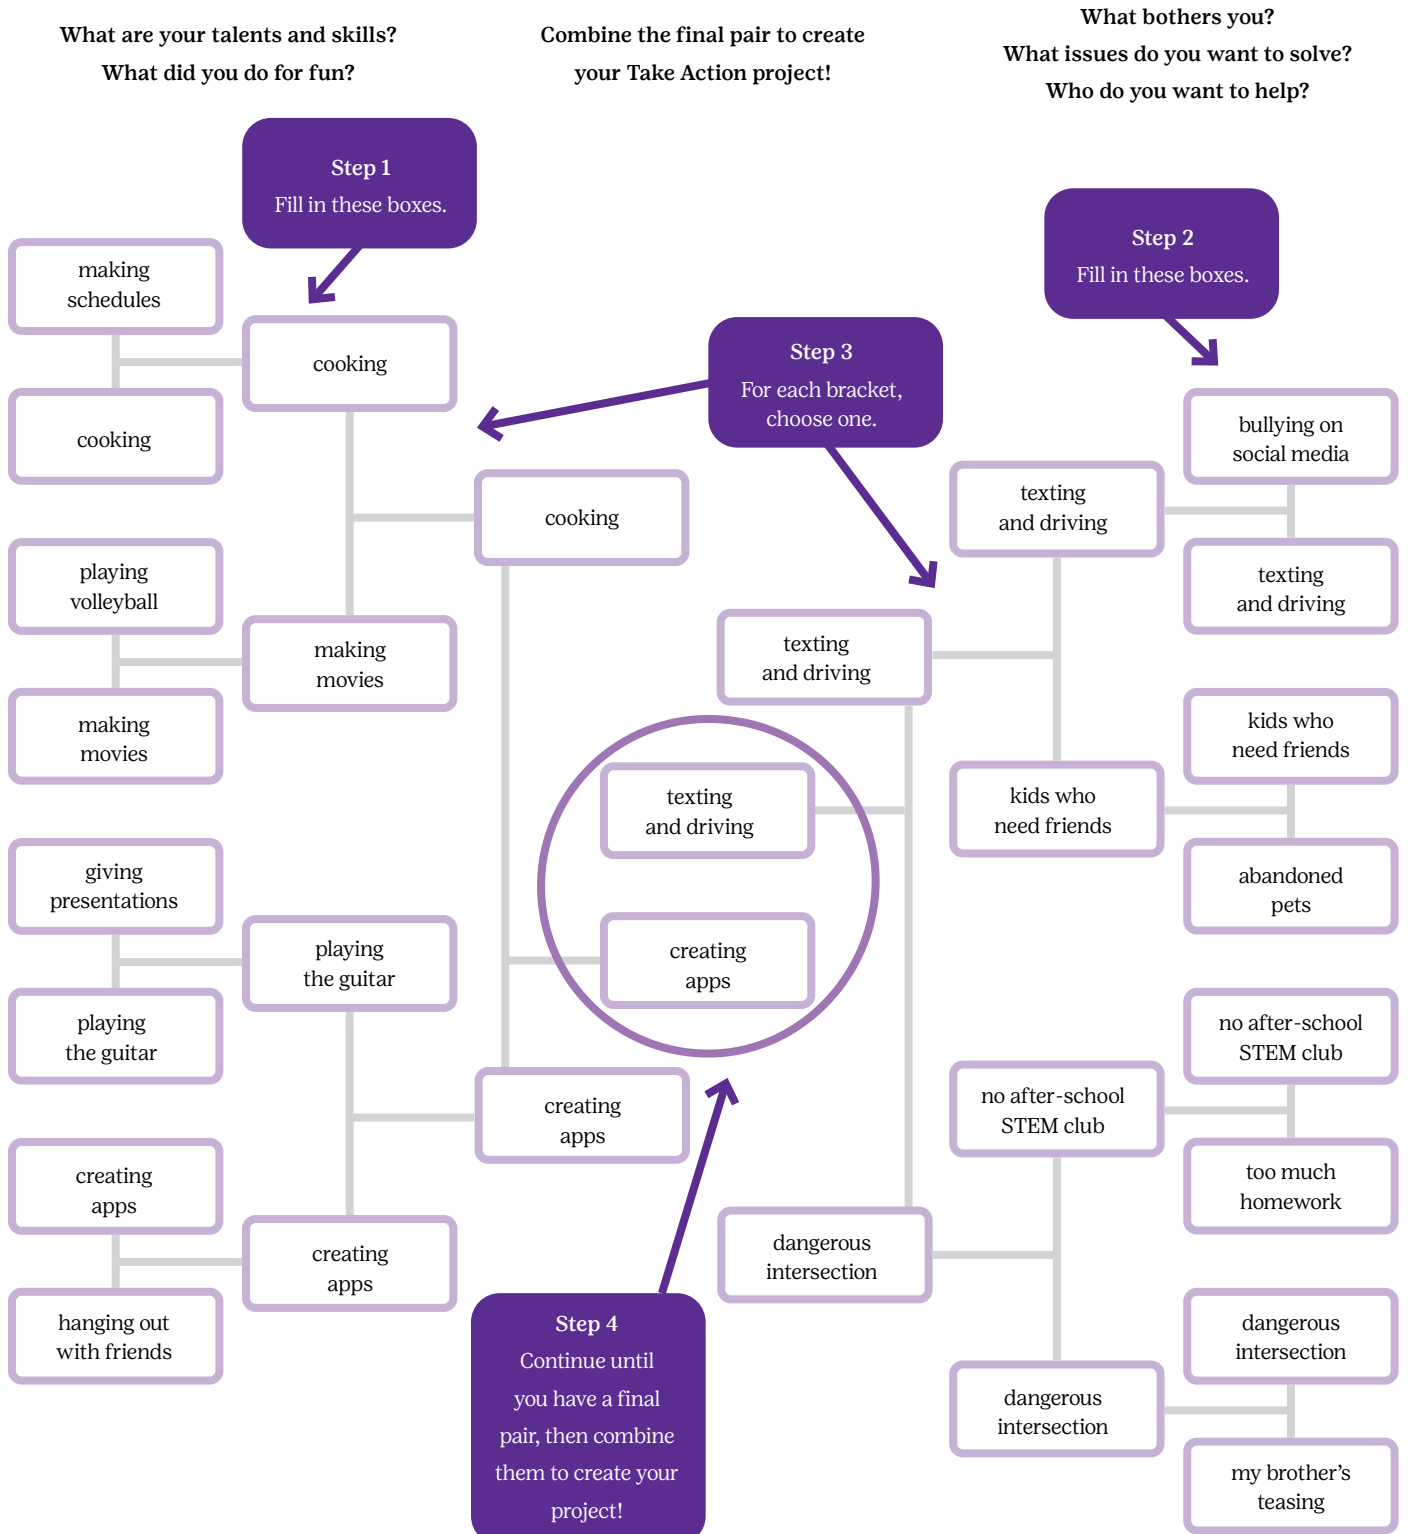 What are your talents and skills?
What did you do for fun?
Combine the final pair to create
your Take Action project!
What bothers you?
What issues do you want to solve?
Who do you want to help?
Step 1
Fill in these boxes.
Step 2
Fill in these boxes.
Step 3
For each bracket,
choose one.
making
schedules
cooking
cooking
playing
volleyball
making
movies
making
movies
cooking
giving
presentations
playing
the guitar
playing
the guitar
creating
apps
hanging out
with friends
creating
apps
creating
apps
texting
and driving
creating
apps
texting
and driving
dangerous
intersection
texting
and driving
bullying on
social media
texting
and driving
kids who
need friends
kids who
need friends
abandoned
pets
no after-school
STEM club
no after-school
STEM club
too much
homework
dangerous
intersection
dangerous
intersection
my brother’s
teasing
Step 4
Continue until
you have a final
pair, then combine
them to create your
project!